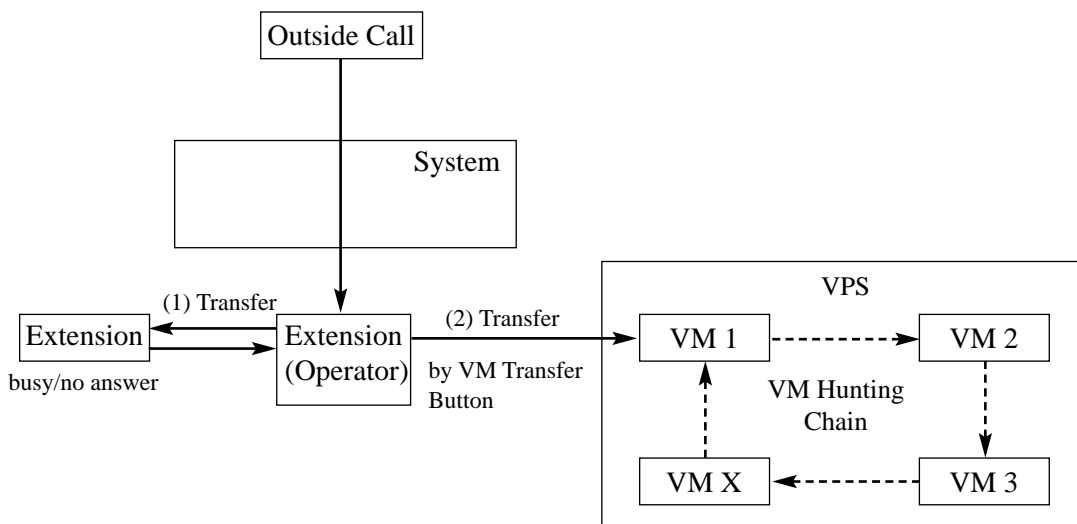 Outside Call
System
(1) Transfer
Extension
busy/no answer
Extension
(Operator)
(2) Transfer
by VM Transfer
Button
VPS
VM 1
VM 2
VM Hunting
Chain
VM X
VM 3